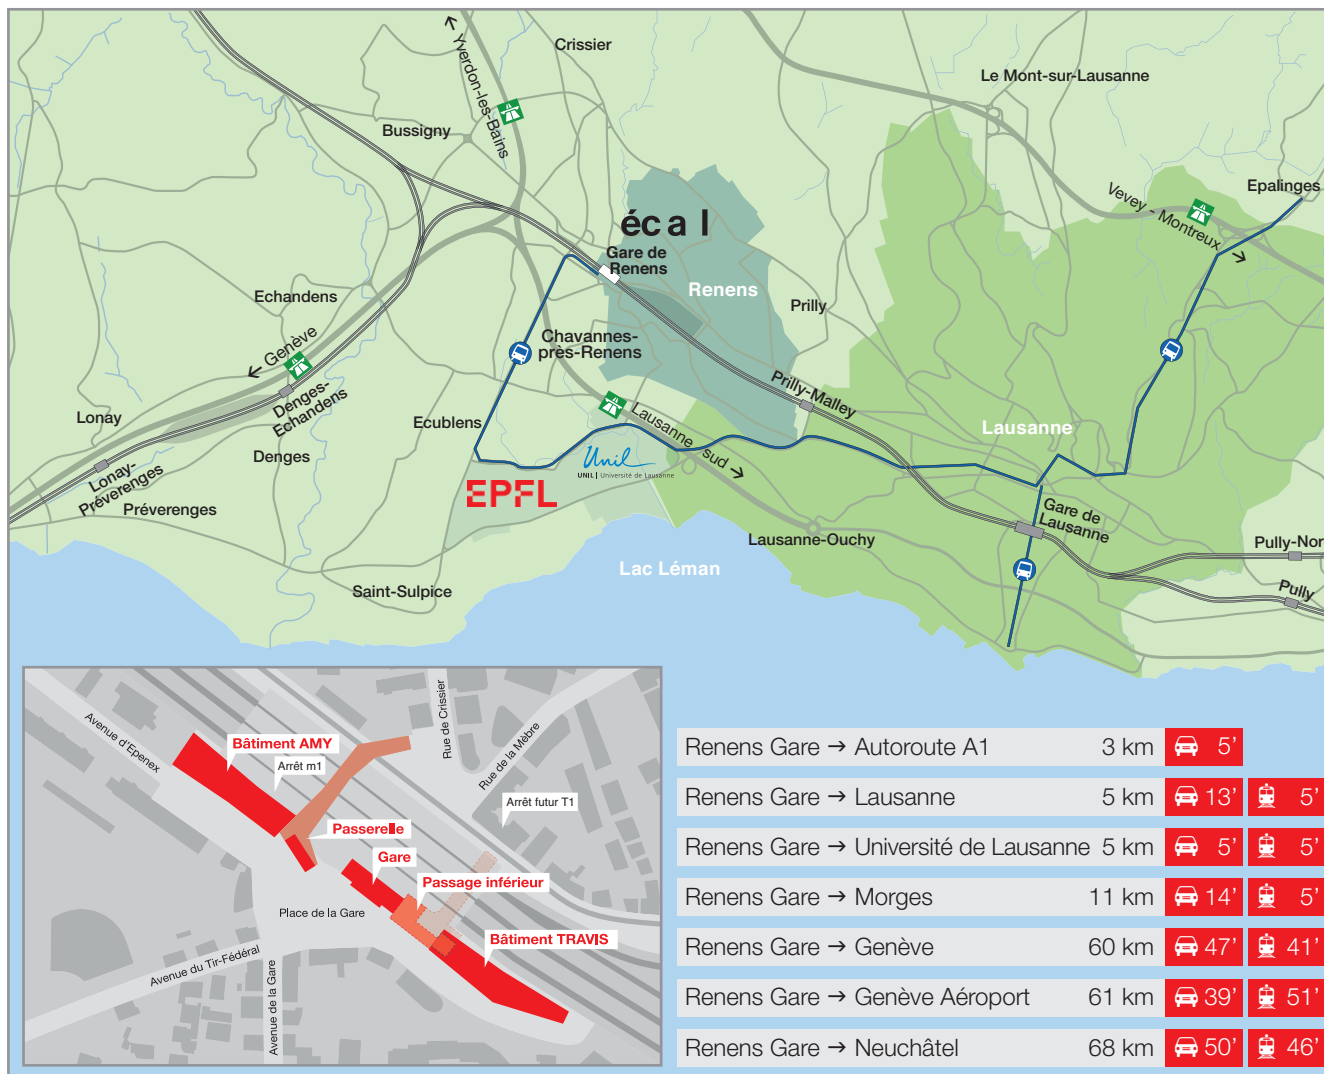 Crissier
Yverdon-les-Bains
Le Mont-sur-Lausanne
Bussigny
Epalinges
Vevey - Montreux
éca l
Gare de
Renens
Renens
Echandens
Prilly
Genève
Chavannes-
près-Renens
Denges-
Echandens
Prilly-Malley
Lonay
Ecublens
Lausanne sud
Lausanne
Denges
Unil
UNIL | Université de Lausanne
Lonay-
Préverenges
EPFL
Préverenges
Gare de
Lausanne
Lausanne-Ouchy
Pully-Nor
Lac Léman
Saint-Sulpice
Pully
Avenue d'Epenex
Bâtiment AMY
Arrêt m1
Rue de Crissier
Rue de la Mèbre
Arrêt futur T1
Passerelle
Gare
Passage inférieur
Place de la Gare
Bâtiment TRAVIS
Avenue du Tir-Fédéral
Avenue de la Gare
Renens Gare → Autoroute A1 3 km 5’
Renens Gare → Lausanne 5 km 13’ 5’
Renens Gare → Université de Lausanne 5 km 5’ 5’
Renens Gare → Morges 11 km 14’ 5’
Renens Gare → Genève 60 km 47’ 41’
Renens Gare → Genève Aéroport 61 km 39’ 51’
Renens Gare → Neuchâtel 68 km 50’ 46’